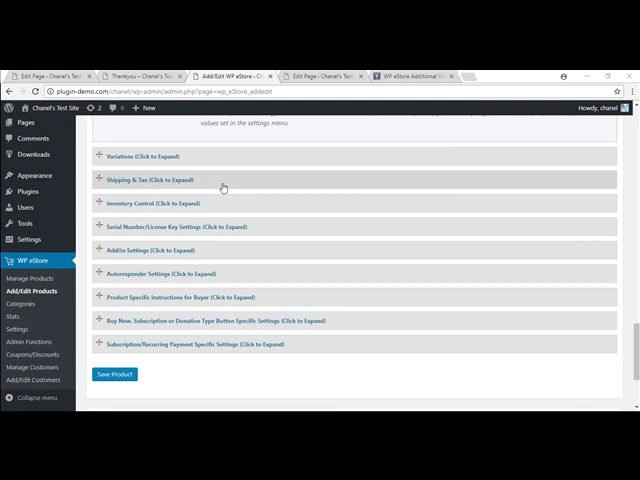 Edit Page - Chanel's Test
Thankyou – Chanel's Test
Add/Edit WP eStore - Ch
Edit Page - Chanel's Test
WP eStore Additional Vi
plugin-demo.com/chanel/wp-admin/admin.php?page=wp_eStore_addedit
Chanel's Test Site
2
0
New
Howdy, chanel
values set in the settings menu.
Pages
Comments
Downloads
Appearance
Plugins
Users
Tools
Settings
WP eStore
Manage Products
Add/Edit Products
Categories
Stats
Settings
Admin Functions
Coupons/Discounts
Manage Customers
Add/Edit Customers
Collapse menu
Variations (Click to Expand)
Shipping & Tax (Click to Expand)
Inventory Control (Click to Expand)
Serial Number/License Key Settings (Click to Expand)
AddOn Settings (Click to Expand)
Autoresponder Settings (Click to Expand)
Product Specific Instructions for Buyer (Click to Expand)
Buy Now, Subscription or Donation Type Button Specific Settings (Click to Expand)
Subscription/Recurring Payment Specific Settings (Click to Expand)
Save Product